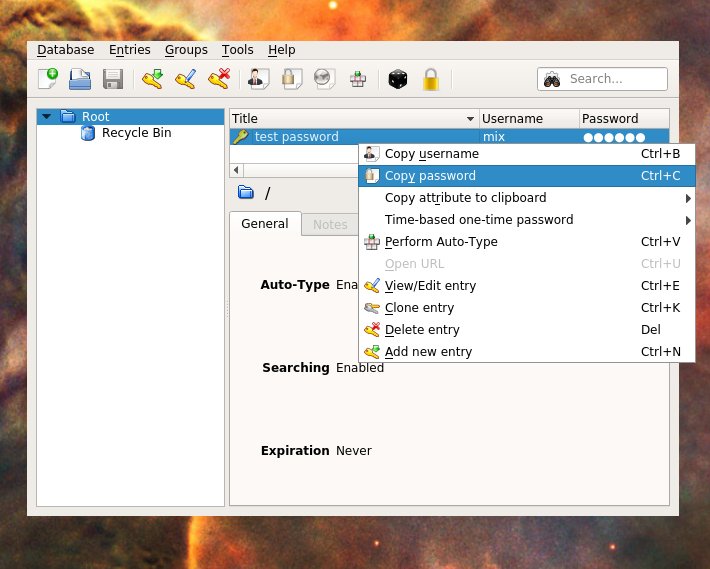 Database Entries Groups Tools Help
Search...
Root
Recycle Bin
Title Username Password
test password mix ●●●●●●
/
General Notes
Auto-Type Ena
Searching Enabled
Expiration Never
Copy username Ctrl+B
Copy password Ctrl+C
Copy attribute to clipboard
Time-based one-time password
Perform Auto-Type Ctrl+V
Open URL Ctrl+U
View/Edit entry Ctrl+E
Clone entry Ctrl+K
Delete entry Del
Add new entry Ctrl+N